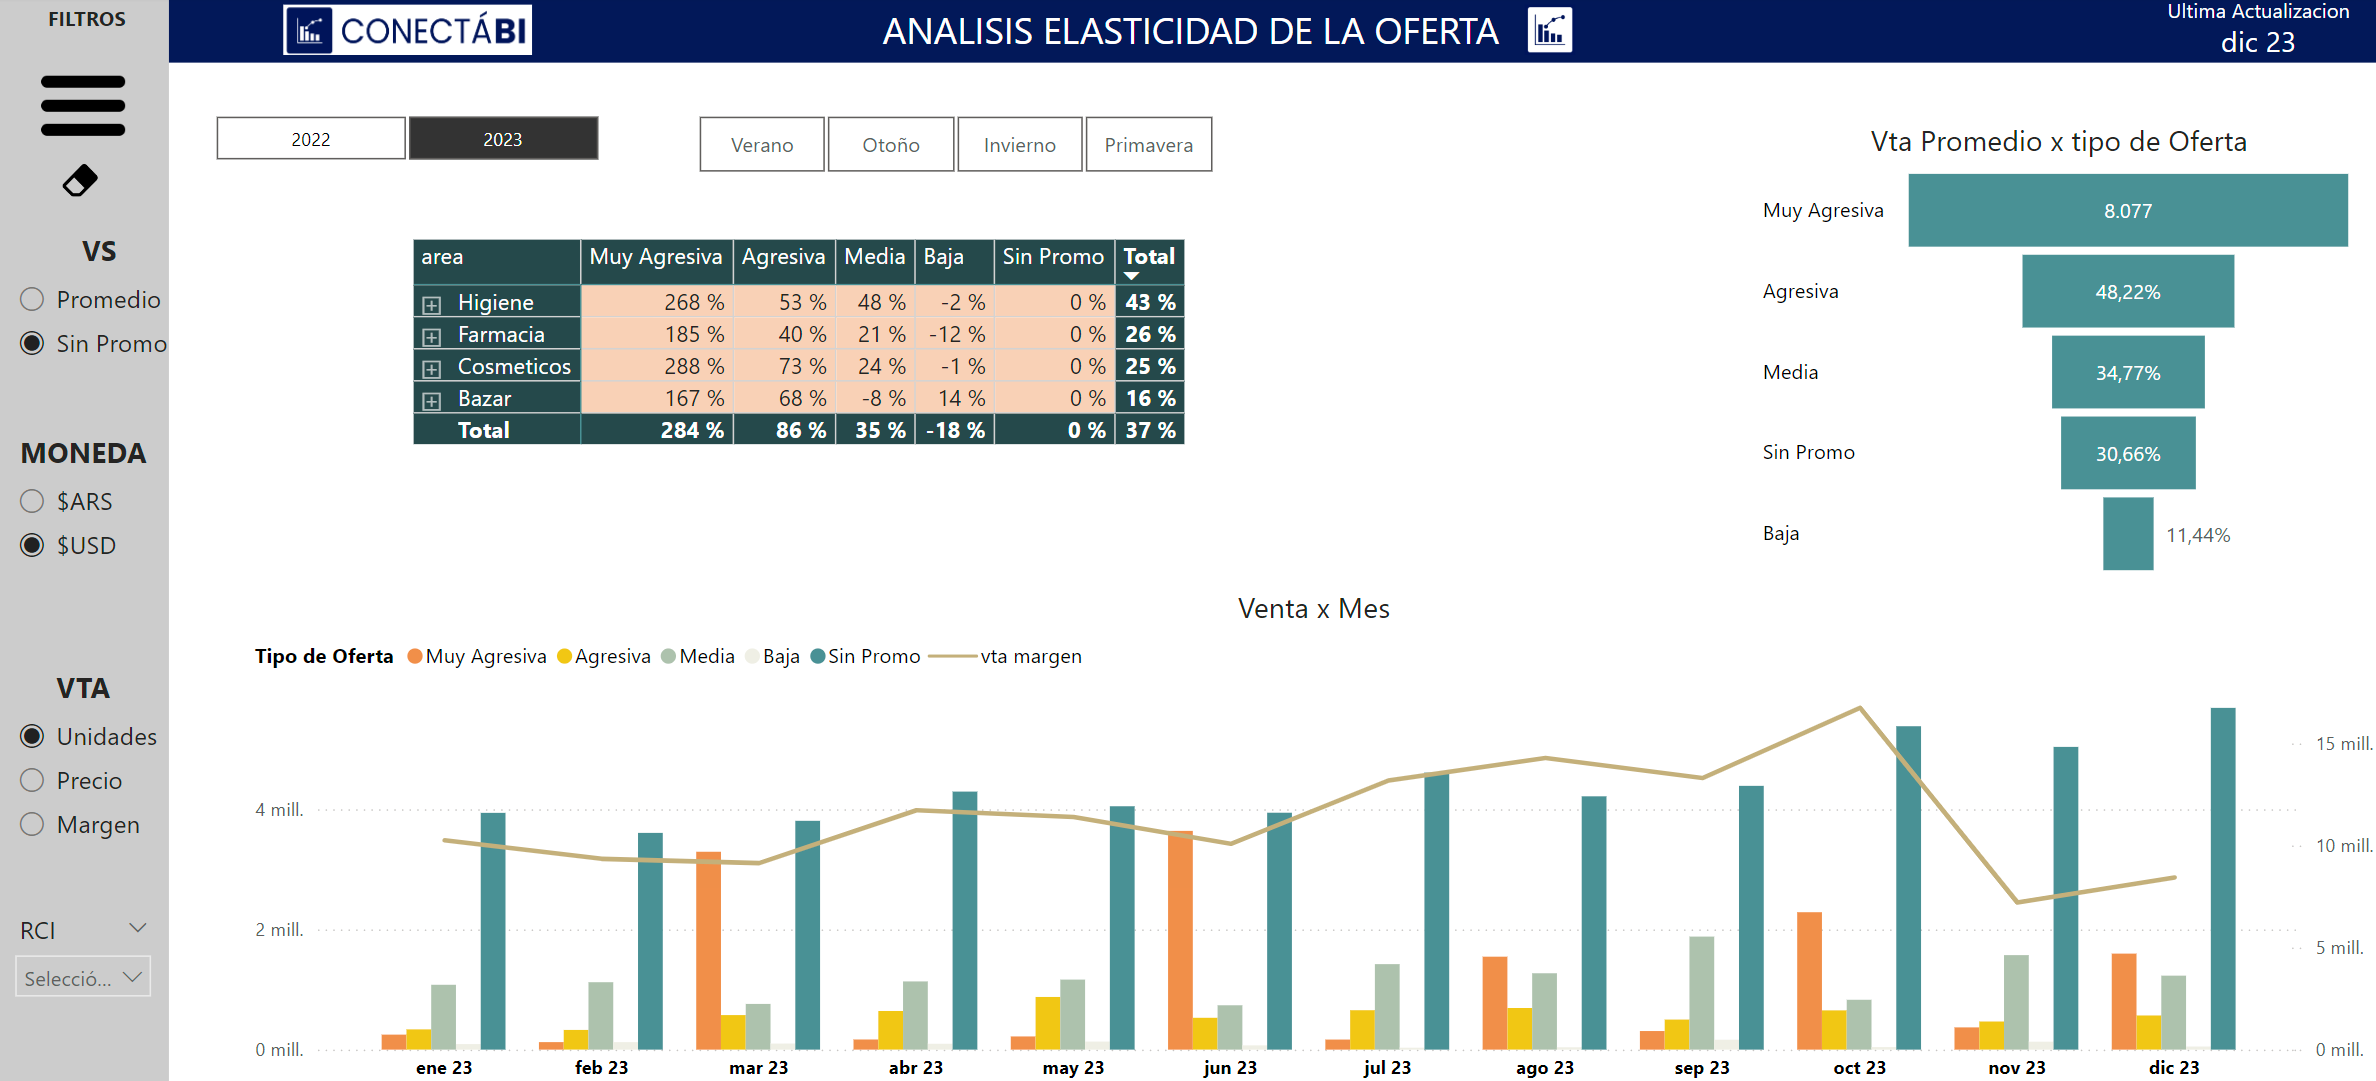 FILTROS
CONECTÁBI
ANALISIS ELASTICIDAD DE LA OFERTA
Ultima Actualizacion
dic 23
2022
2023
Verano
Otoño
Invierno
Primavera
VS
Promedio
Sin Promo
MONEDA
$ARS
$USD
VTA
Unidades
Precio
Margen
RCI
Selecció...
area Muy Agresiva Agresiva Media Baja Sin Promo Total
Higiene 268 % 53 % 48 % -2 % 0 % 43 %
Farmacia 185 % 40 % 21 % -12 % 0 % 26 %
Cosmeticos 288 % 73 % 24 % -1 % 0 % 25 %
Bazar 167 % 68 % -8 % 14 % 0 % 16 %
Total 284 % 86 % 35 % -18 % 0 % 37 %
Vta Promedio x tipo de Oferta
Muy Agresiva 8.077
Agresiva 48,22%
Media 34,77%
Sin Promo 30,66%
Baja 11,44%
Venta x Mes
Tipo de Oferta Muy Agresiva Agresiva Media Baja Sin Promo vta margen
4 mill.
2 mill.
0 mill.
15 mill.
10 mill.
5 mill.
0 mill.
ene 23 feb 23 mar 23 abr 23 may 23 jun 23 jul 23 ago 23 sep 23 oct 23 nov 23 dic 23